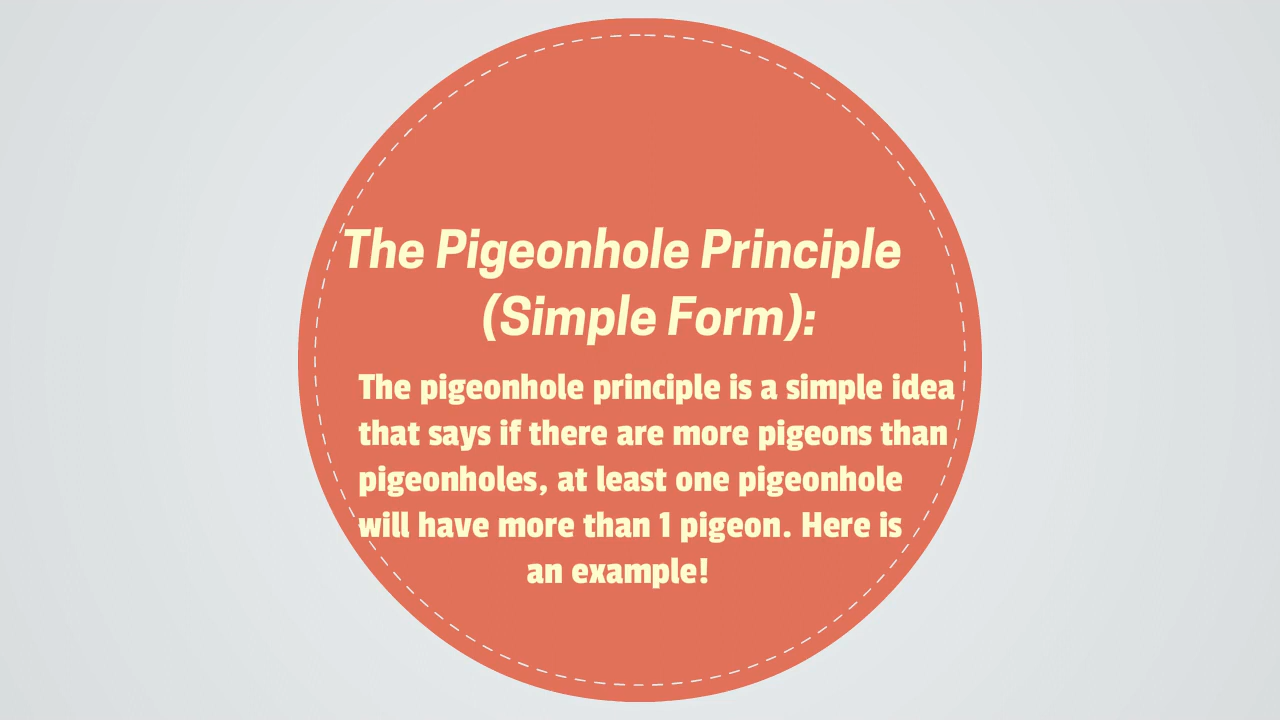 The Pigeonhole Principle
(Simple Form):
The pigeonhole principle is a simple idea
that says if there are more pigeons than
pigeonholes, at least one pigeonhole
will have more than 1 pigeon. Here is
an example!